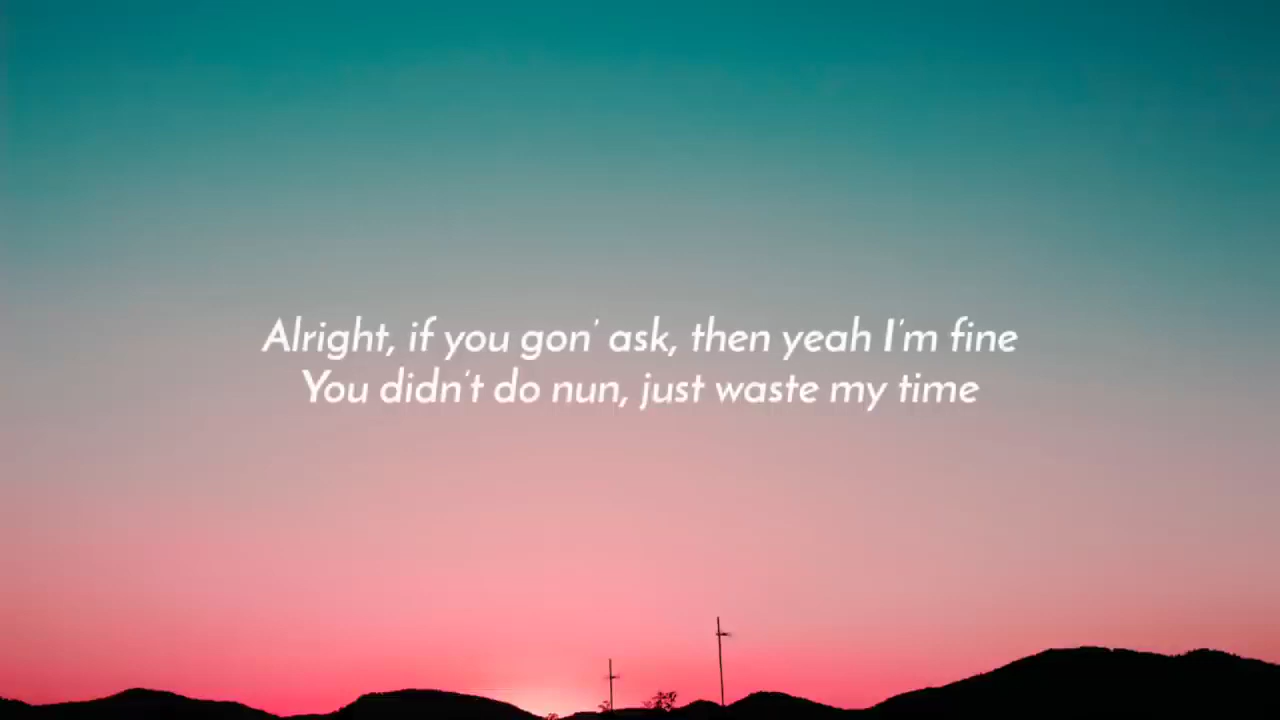 Alright, if you gon' ask, then yeah I'm fine
You didn't do nun, just waste my time